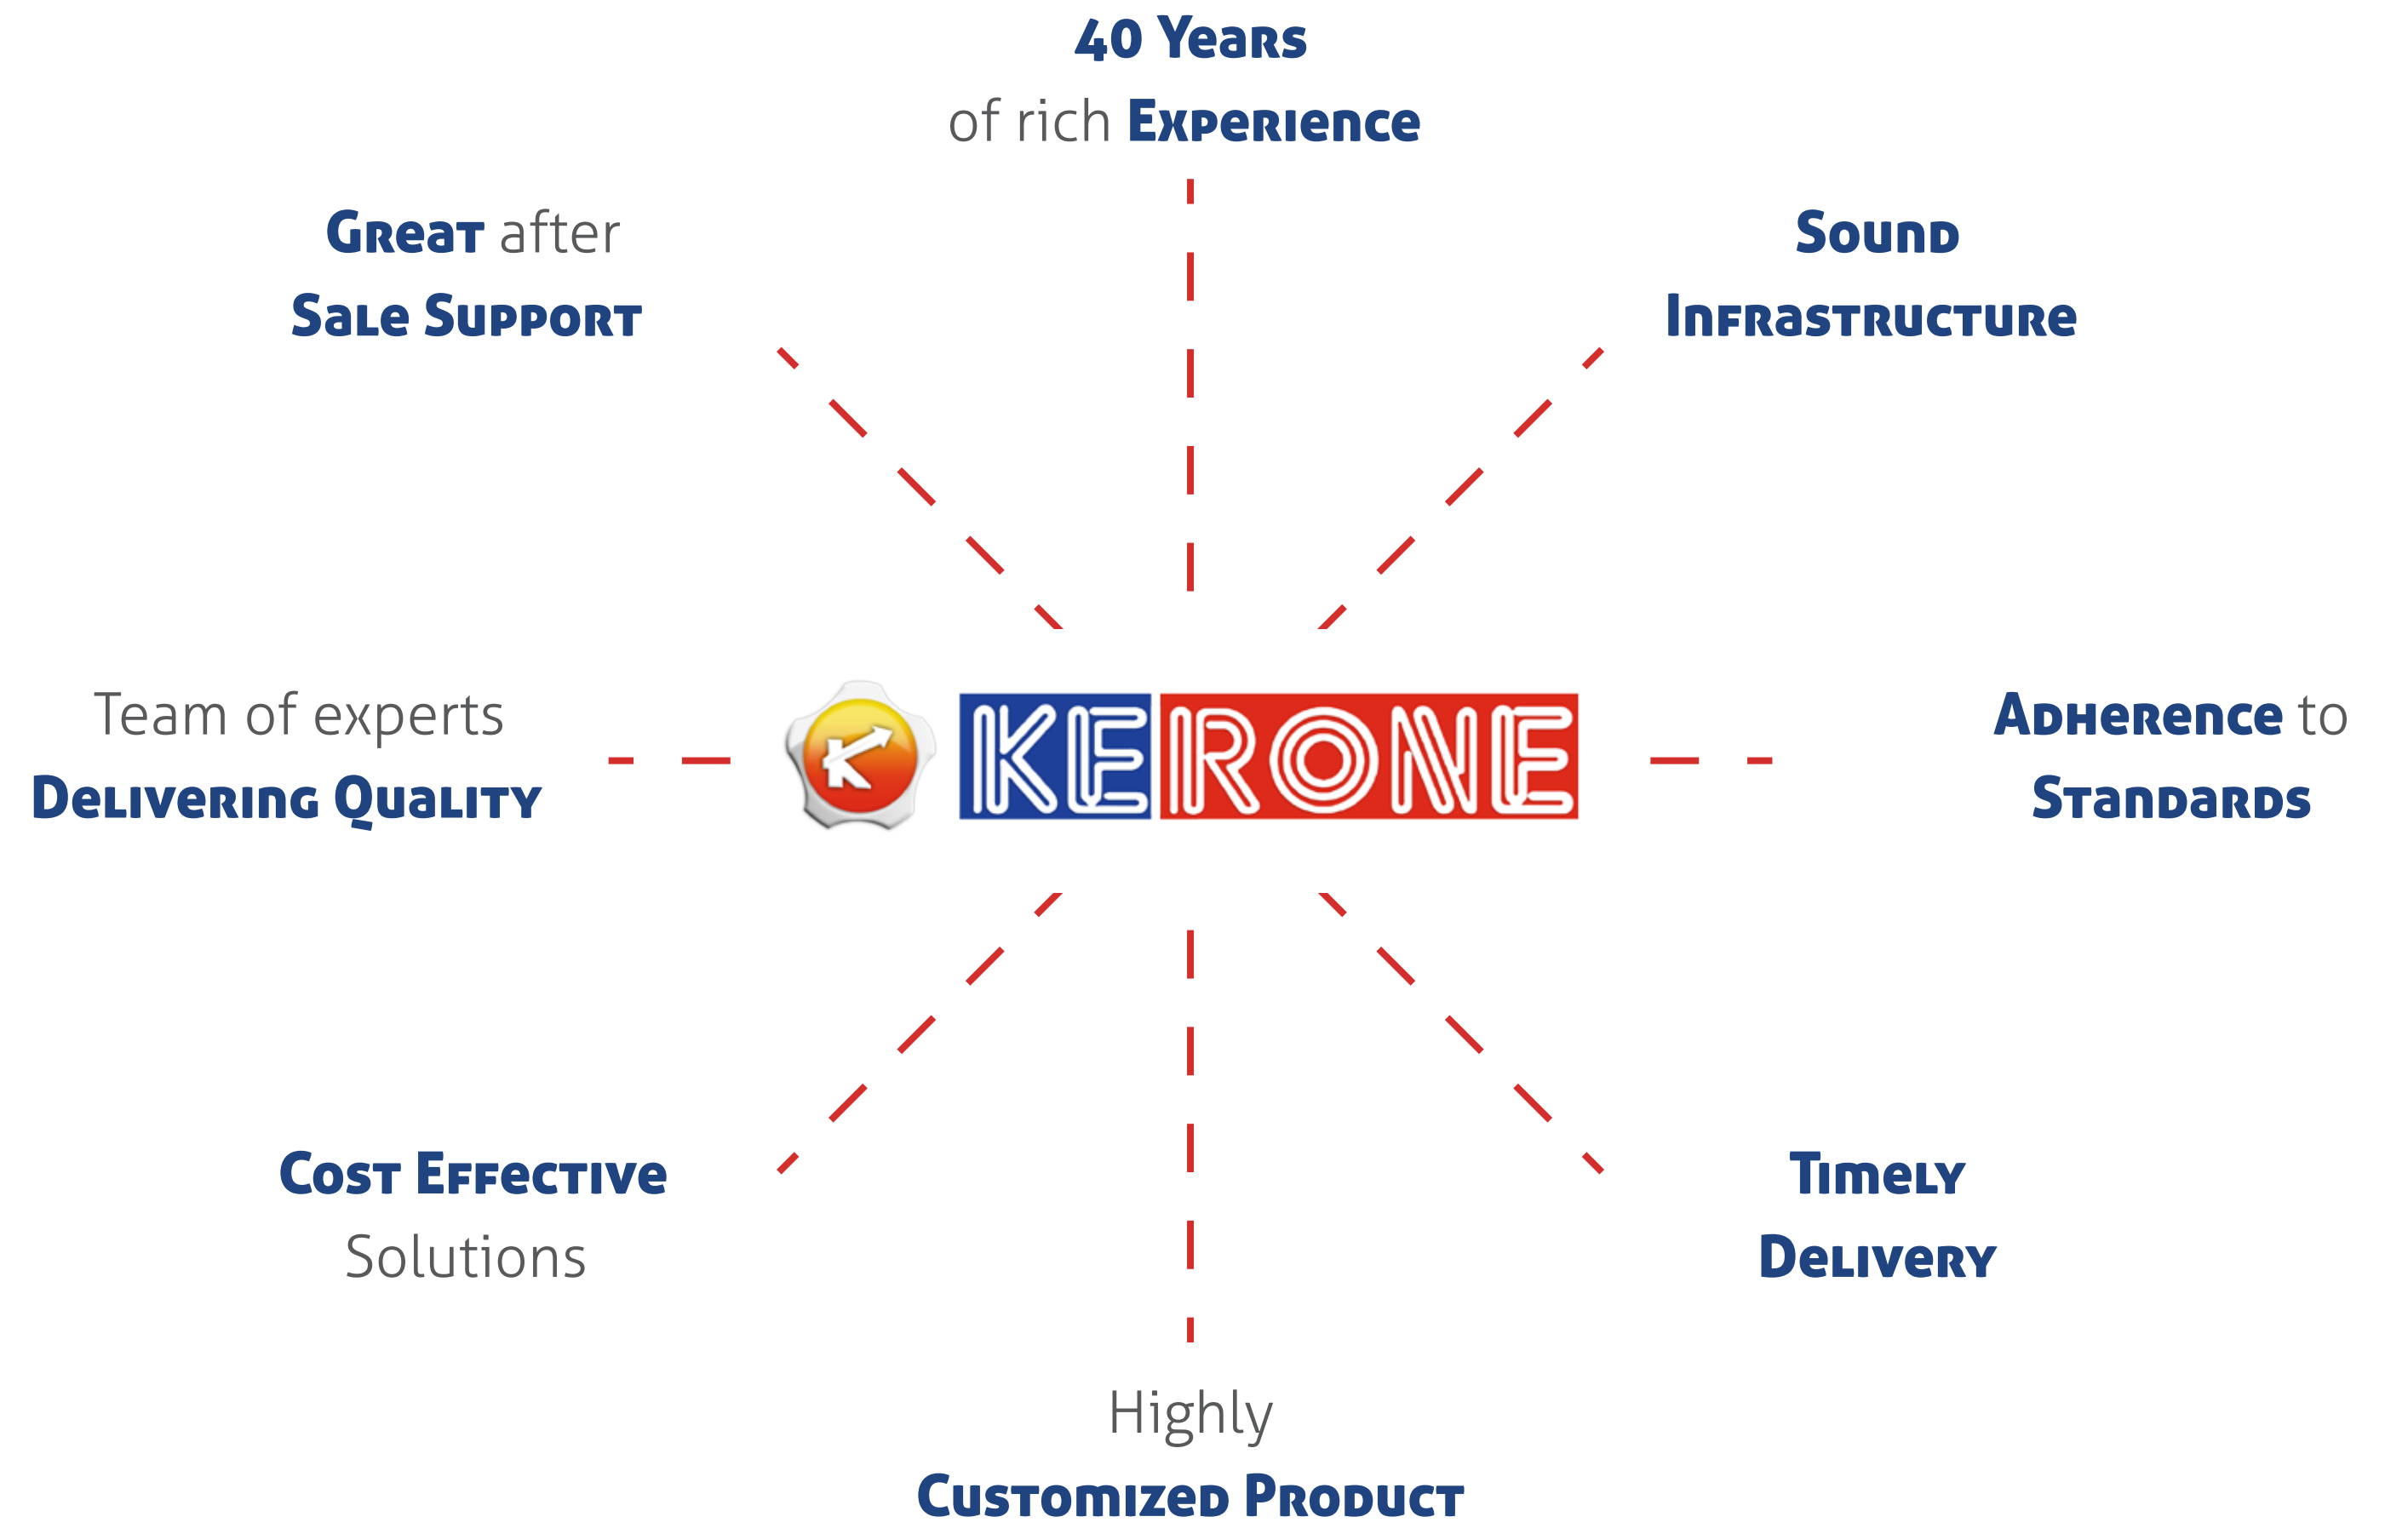 40 Years
of rich Experience
Great after
Sale Support
Sound
Infrastructure
Team of experts
Delivering Quality
K KERONE
Adherence to
Standards
Cost Effective
Solutions
Timely
Delivery
Highly
Customized Product